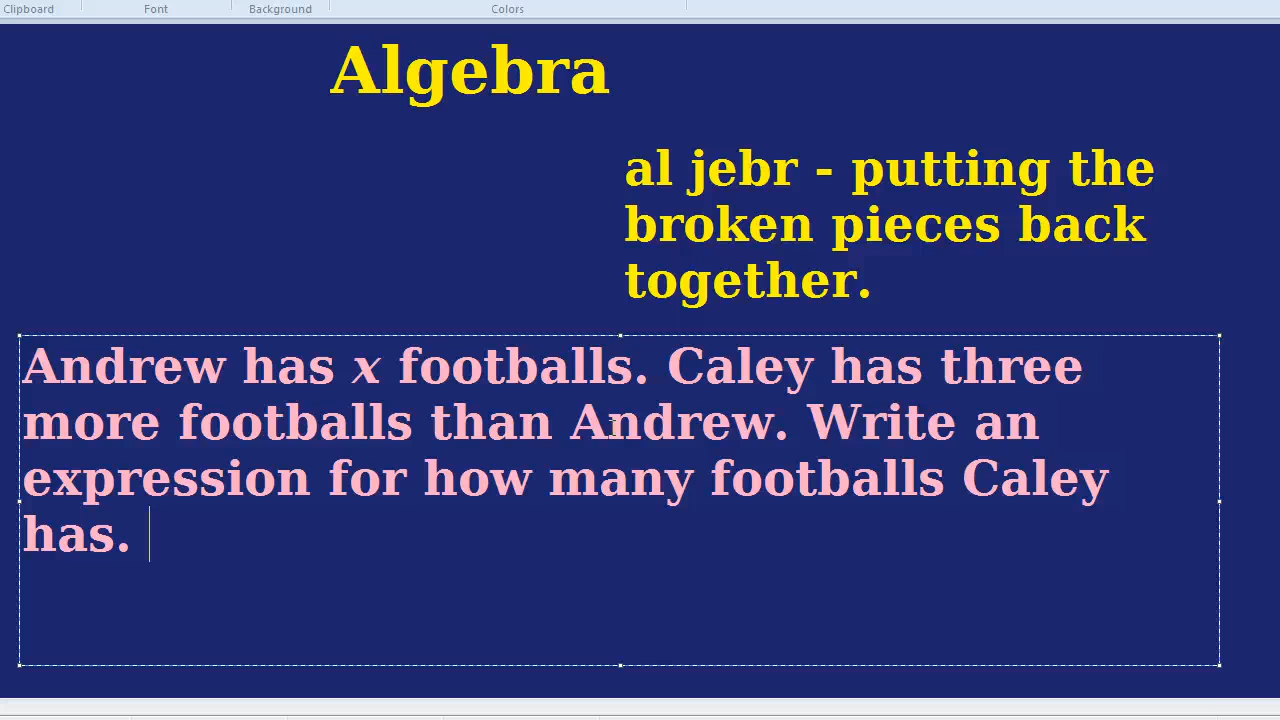 Clipboard Font Background Colors
Algebra
al jebr - putting the
broken pieces back
together.
Andrew has x footballs. Caley has three
more footballs than Andrew. Write an
expression for how many footballs Caley
has.